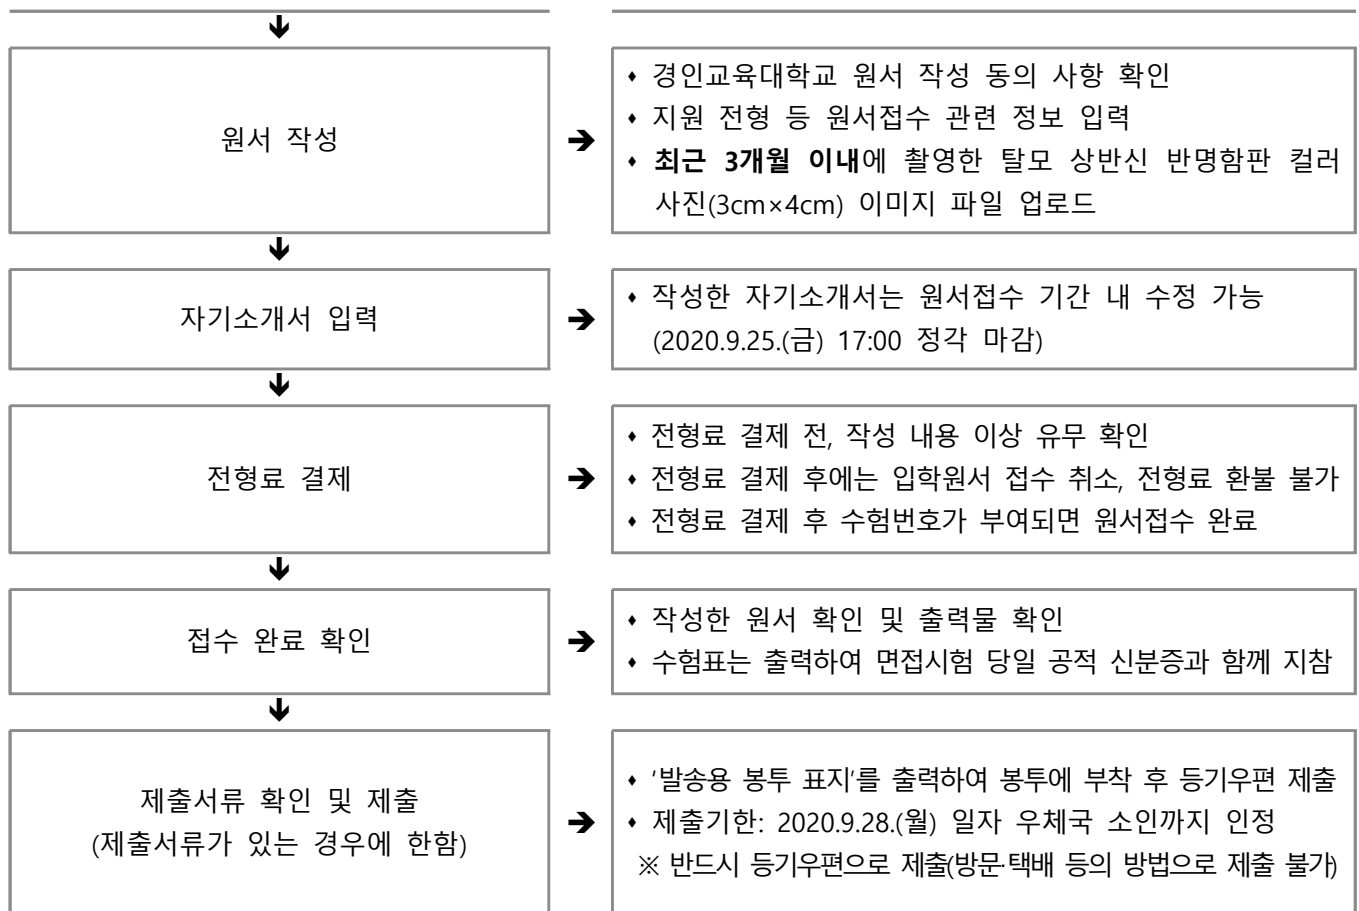 원서 작성
⬩ 경인교육대학교 원서 작성 동의 사항 확인
⬩ 지원 전형 등 원서접수 관련 정보 입력
⬩ 최근 3개월 이내에 촬영한 탈모 상반신 반명함판 컬러
사진(3cm×4cm) 이미지 파일 업로드
자기소개서 입력
⬩ 작성한 자기소개서는 원서접수 기간 내 수정 가능
(2020.9.25.(금) 17:00 정각 마감)
전형료 결제
⬩ 전형료 결제 전, 작성 내용 이상 유무 확인
⬩ 전형료 결제 후에는 입학원서 접수 취소, 전형료 환불 불가
⬩ 전형료 결제 후 수험번호가 부여되면 원서접수 완료
접수 완료 확인
⬩ 작성한 원서 확인 및 출력물 확인
⬩ 수험표는 출력하여 면접시험 당일 공적 신분증과 함께 지참
제출서류 확인 및 제출
(제출서류가 있는 경우에 한함)
⬩ '발송용 봉투 표지'를 출력하여 봉투에 부착 후 등기우편 제출
⬩ 제출기한: 2020.9.28.(월) 일자 우체국 소인까지 인정
※ 반드시 등기우편으로 제출(방문·택배 등의 방법으로 제출 불가)